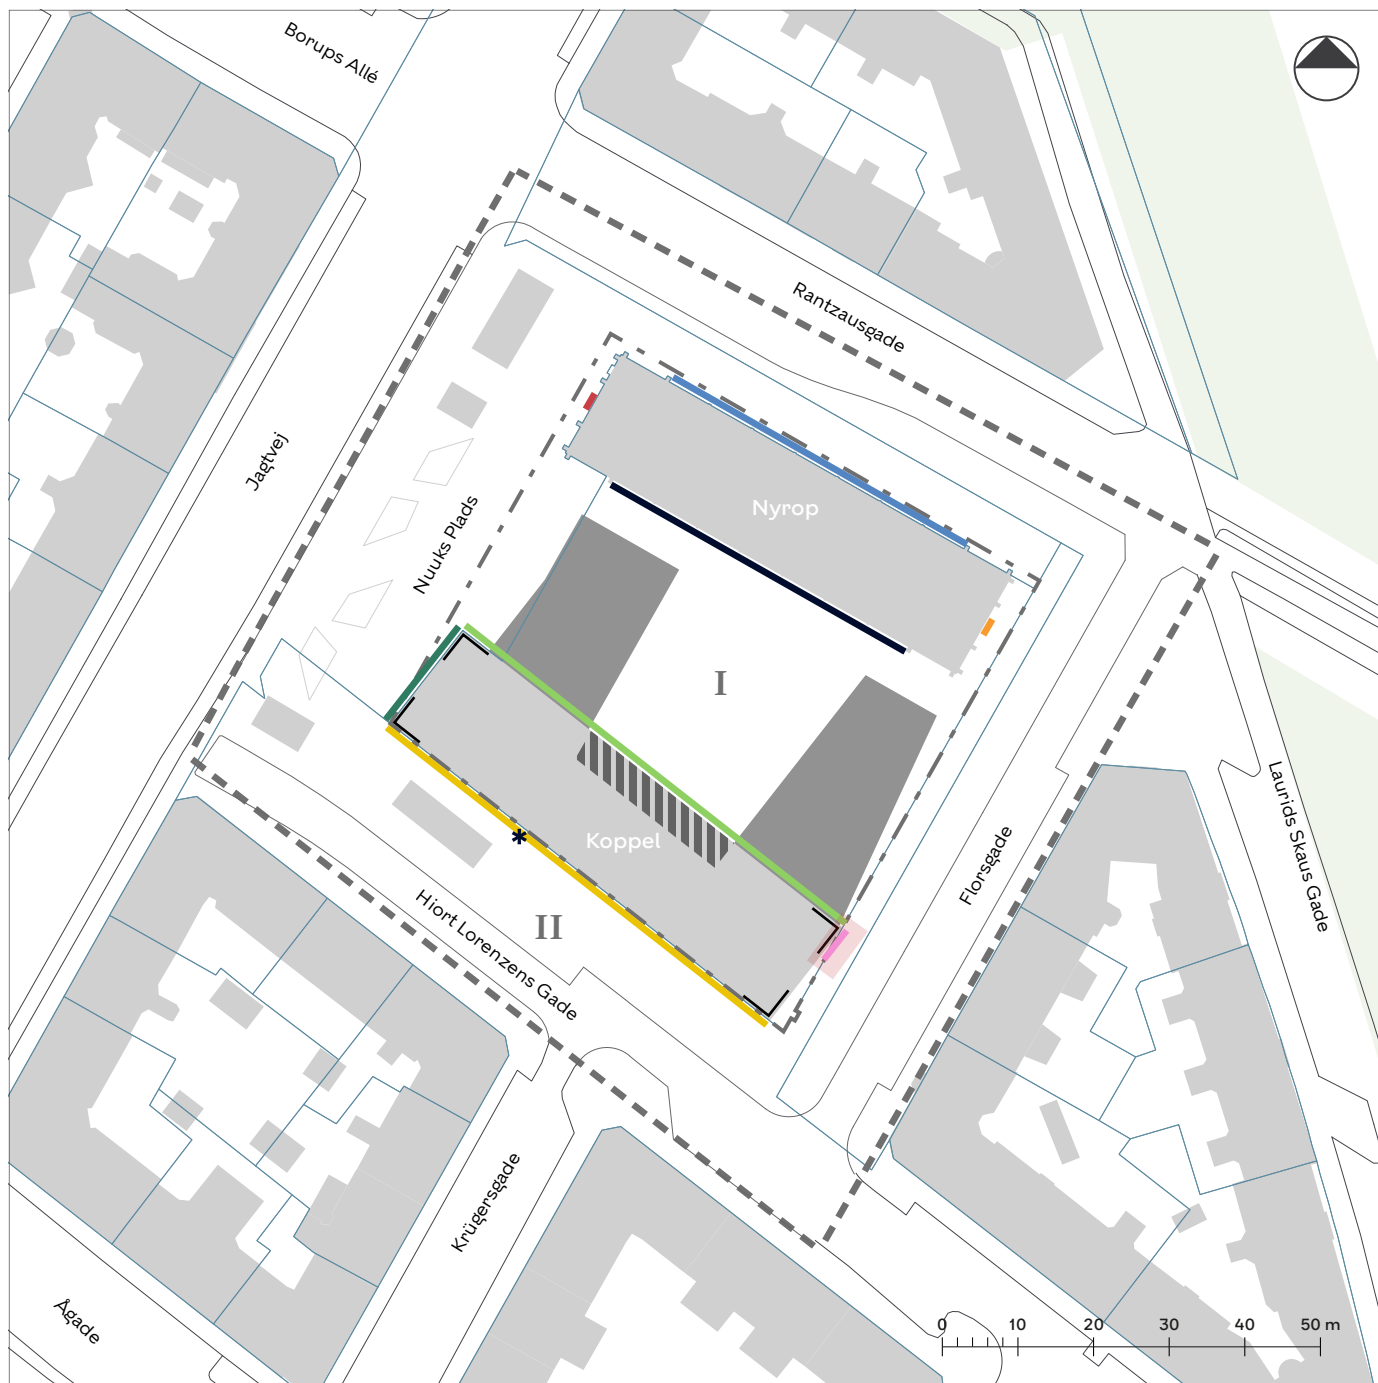 Borups Allé
Rantzausgade
Jagtvej
Nyrop
Nuuks Plads
I
Koppel
Florsgade
Laurids Skaus Gade
Hiort Lorenzens Gade
*
II
Krügersgade
Ågade
0 10 20 30 40 50 m